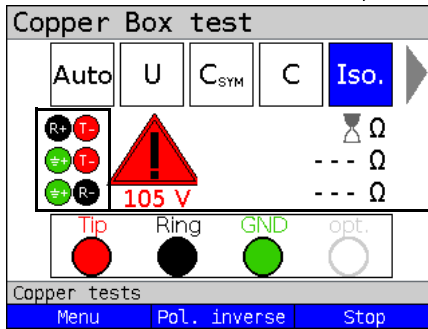 Copper Box test
Auto U CSYM C Iso.
R+ T- Ω
⏚+ T- --- Ω
⏚+ R- 105 V --- Ω
Tip Ring GND opt.
Copper tests
Menu Pol. inverse Stop